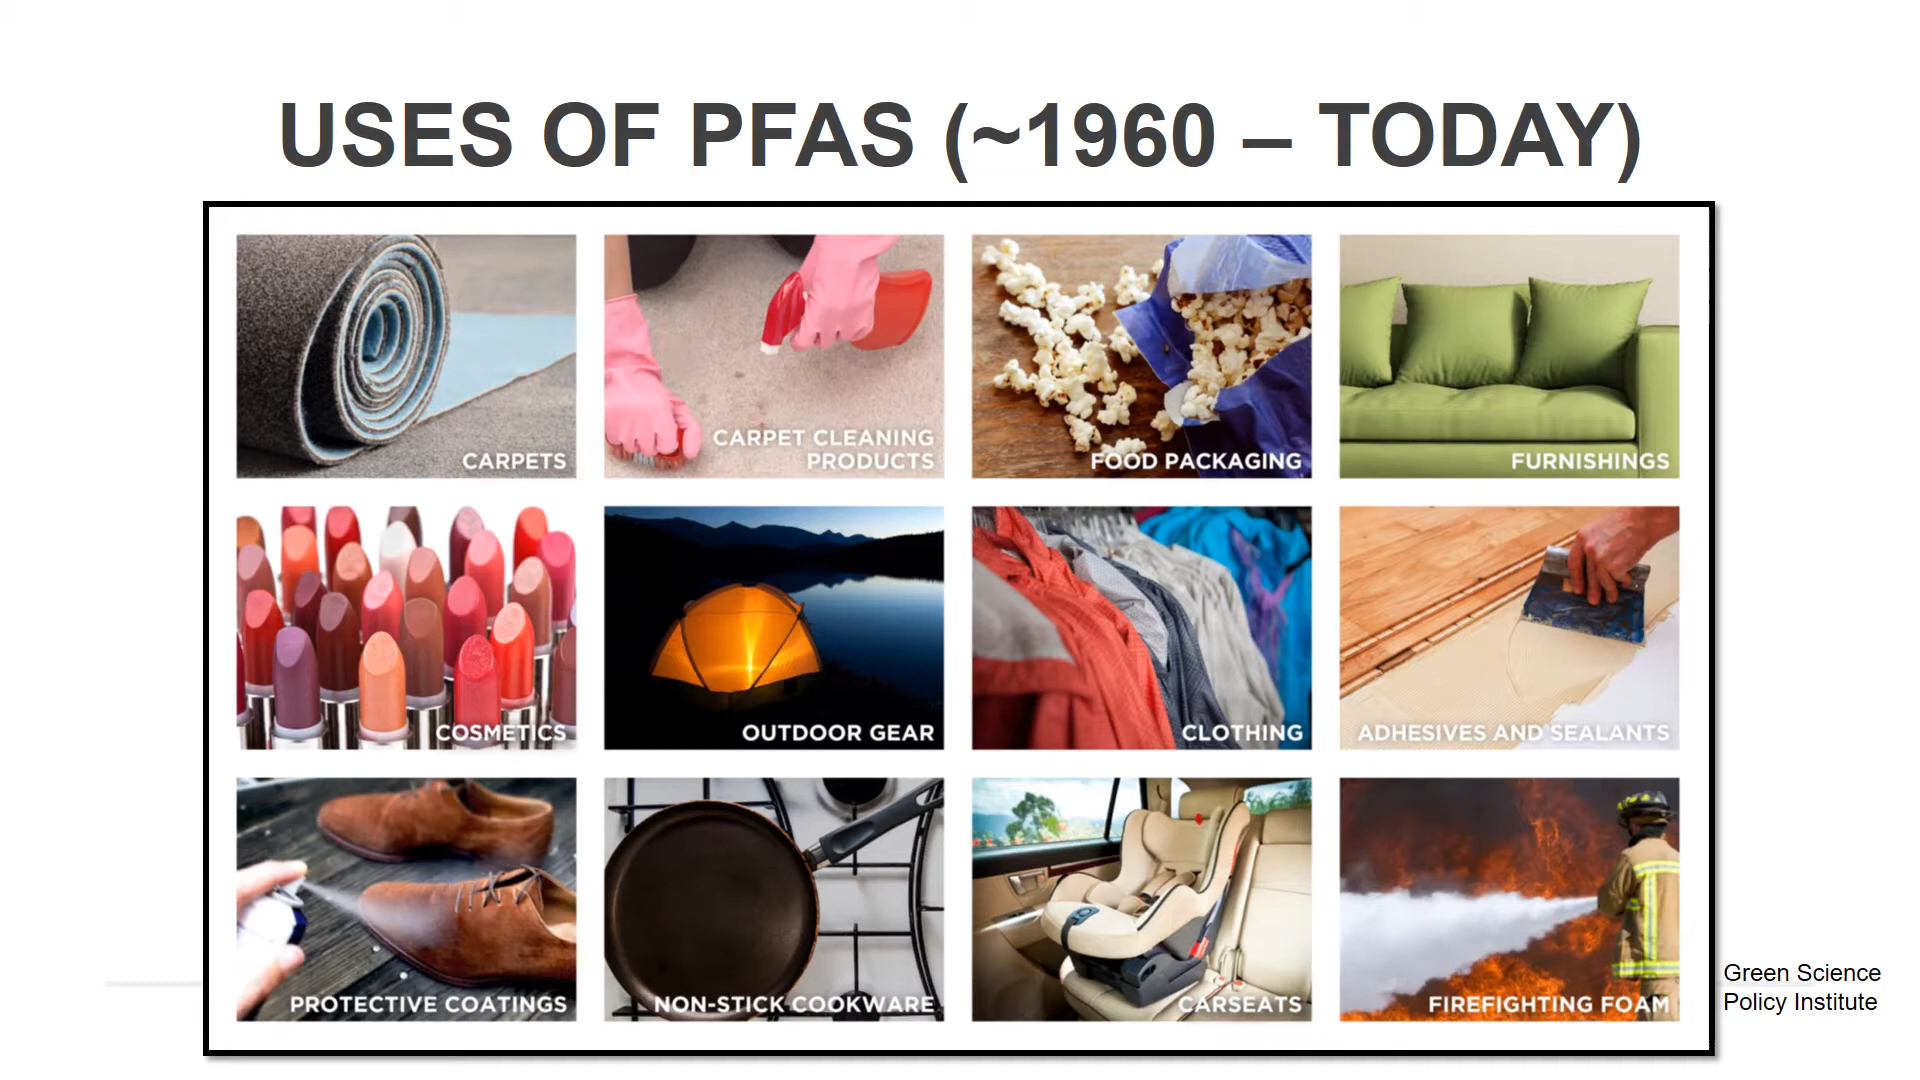 USES OF PFAS (~1960 – TODAY)
CARPETS
CARPET CLEANING
PRODUCTS
FOOD PACKAGING
FURNISHINGS
COSMETICS
OUTDOOR GEAR
CLOTHING
ADHESIVES AND SEALANTS
PROTECTIVE COATINGS
NON-STICK COOKWARE
CARSEATS
FIREFIGHTING FOAM
Green Science
Policy Institute